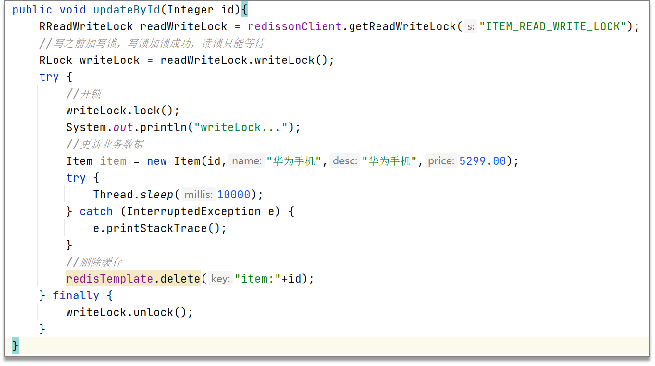 public void updateById(Integer id){
RReadWriteLock readWriteLock = redissonClient.getReadWriteLock( s: "ITEM_READ_WRITE_LOCK");
//写之前加写锁，写锁加锁成功，读锁只能等待
RLock writeLock = readWriteLock.writeLock();
try {
//开锁
writeLock.lock();
System.out.println("writeLock...");
//更新业务数据
Item item = new Item(id, name: "华为手机", desc: "华为手机", price: 5299.00);
try {
Thread.sleep( millis: 10000);
} catch (InterruptedException e) {
e.printStackTrace();
}
//删除缓存
redisTemplate.delete( key: "item:"+id);
} finally {
writeLock.unlock();
}
}